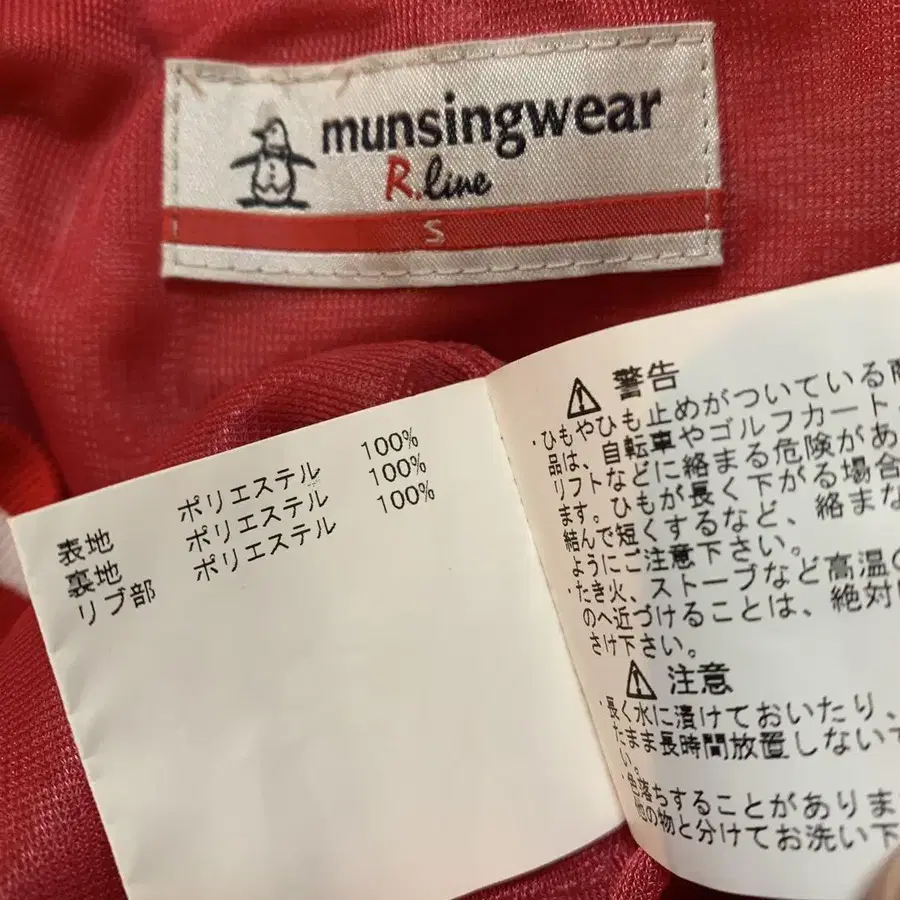 munsingwear
R.line
S
表地 ポリエステル 100%
裏地 ポリエステル 100%
リブ部 ポリエステル 100%
警告
・ひもやひも止めがついている商
品は、自転車やゴルフカート、
リフトなどに絡まる危険があ
ます。ひもが長く下がる場合
結んで短くするなど、絡まな
ようにご注意下さい。
・たき火、ストーブなど高温の
のへ近づけることは、絶対
さけ下さい。
注意
・長く水に漬けておいたり、
たまま長時間放置しないで
い。
・色落ちすることがありま
他の物と分けてお洗い下